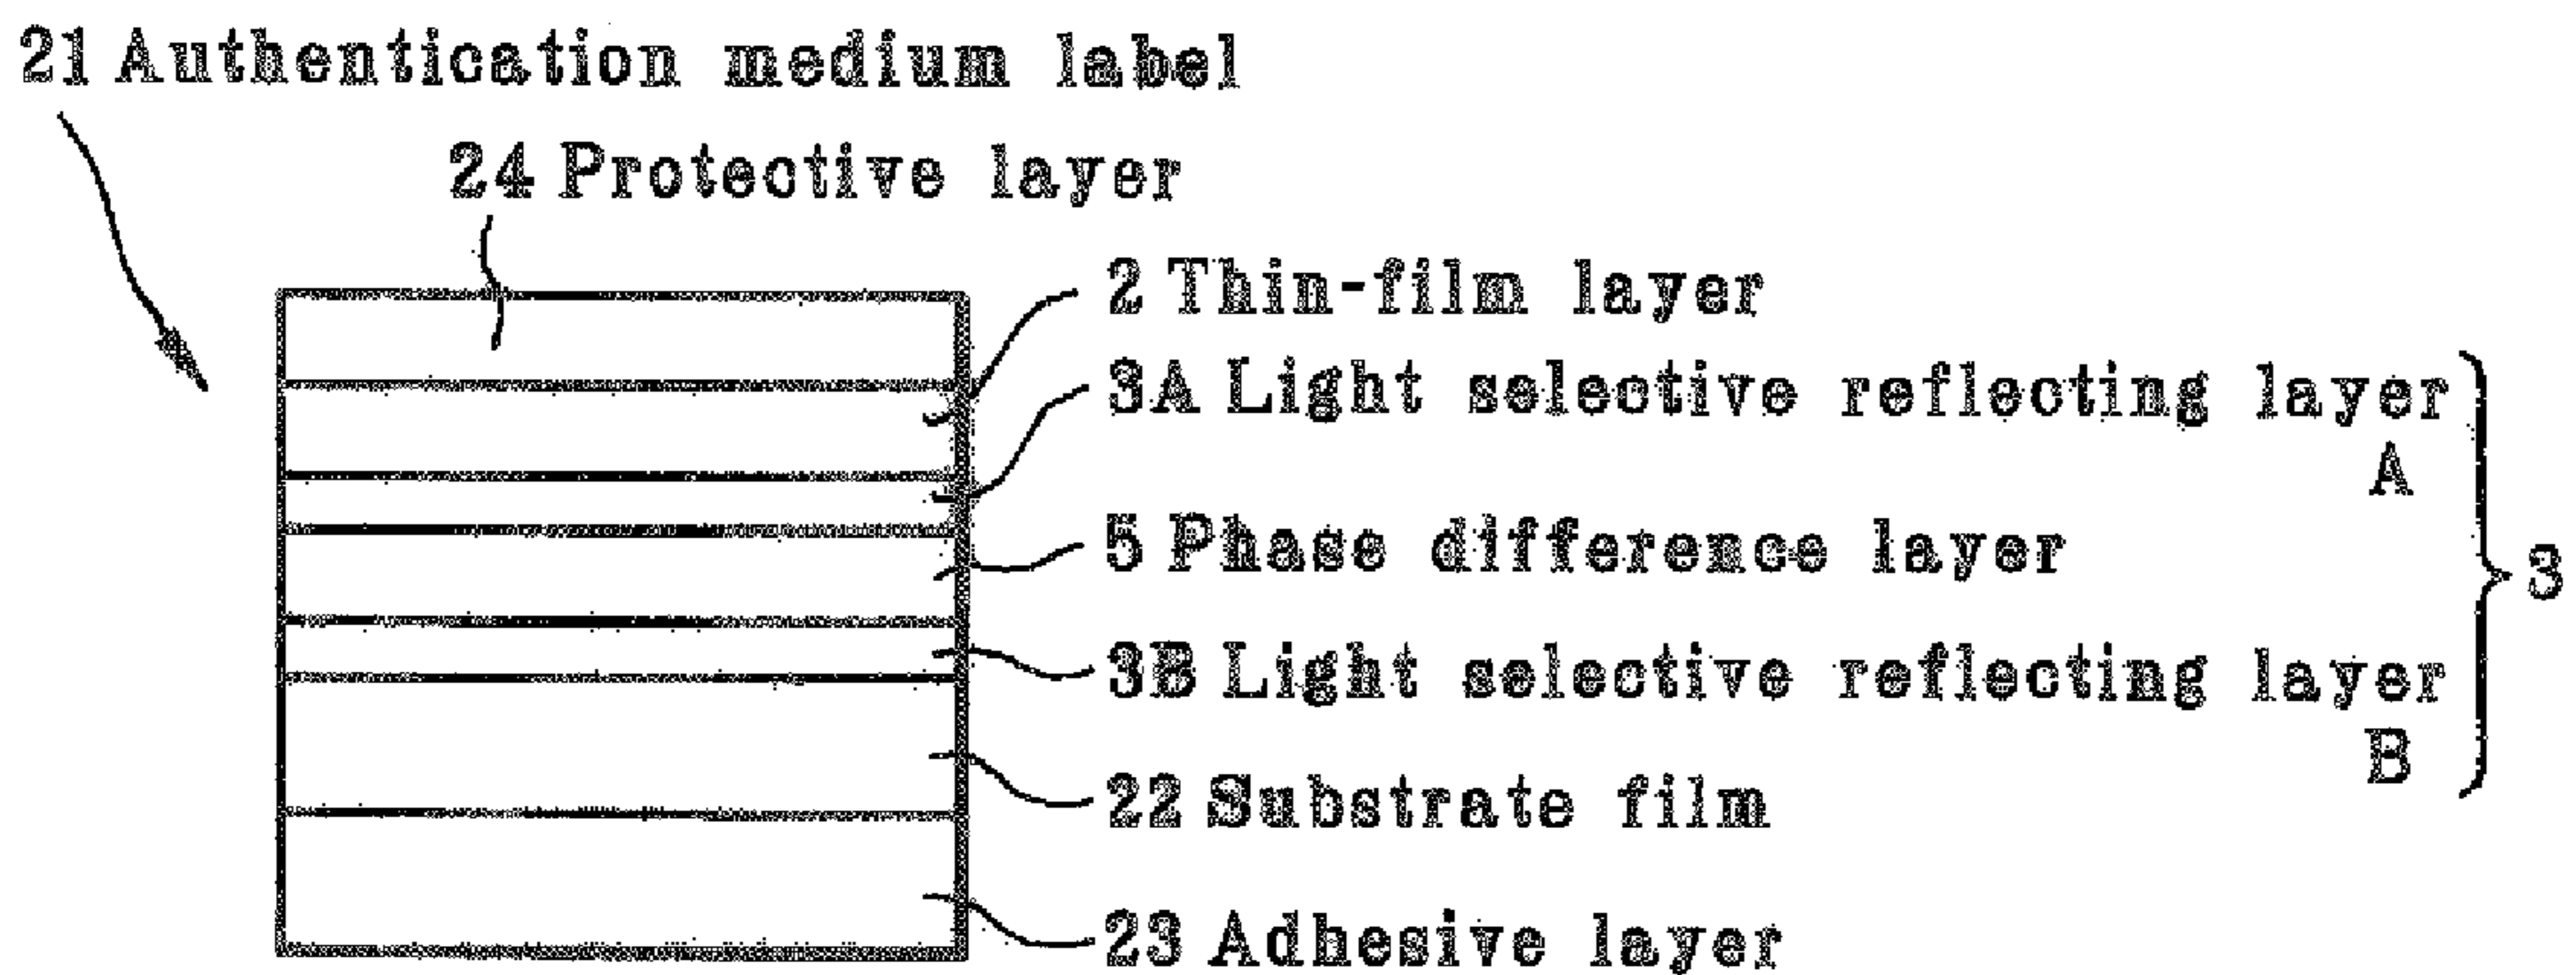 21 Authentication medium label
24 Protective layer
2 Thin-film layer
3A Light selective reflecting layer
A
5 Phase difference layer
3
3B Light selective reflecting layer
B
22 Substrate film
23 Adhesive layer